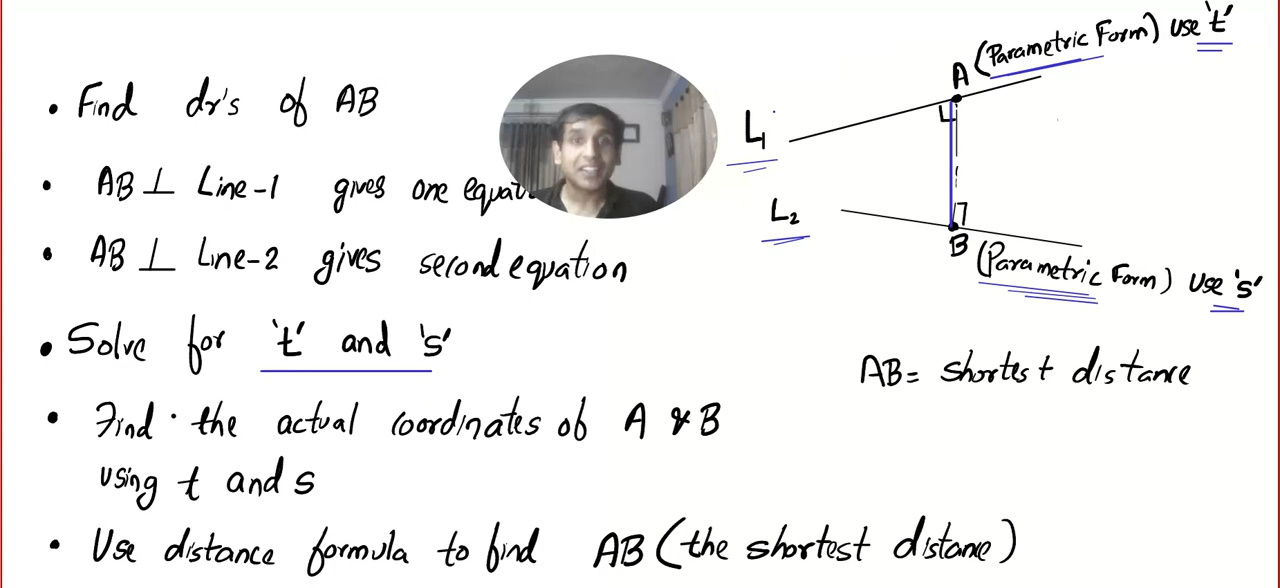 • Find dr's of AB
• AB ⊥ Line-1 gives one equati
• AB ⊥ Line-2 gives second equation
• Solve for 't' and 's'
• Find the actual coordinates of A & B
using t and s
• Use distance formula to find AB (the shortest distane)
A (Parametric Form) use 't'
L₁
L₂
B (Parametric Form) use 's'
AB = shortest distance